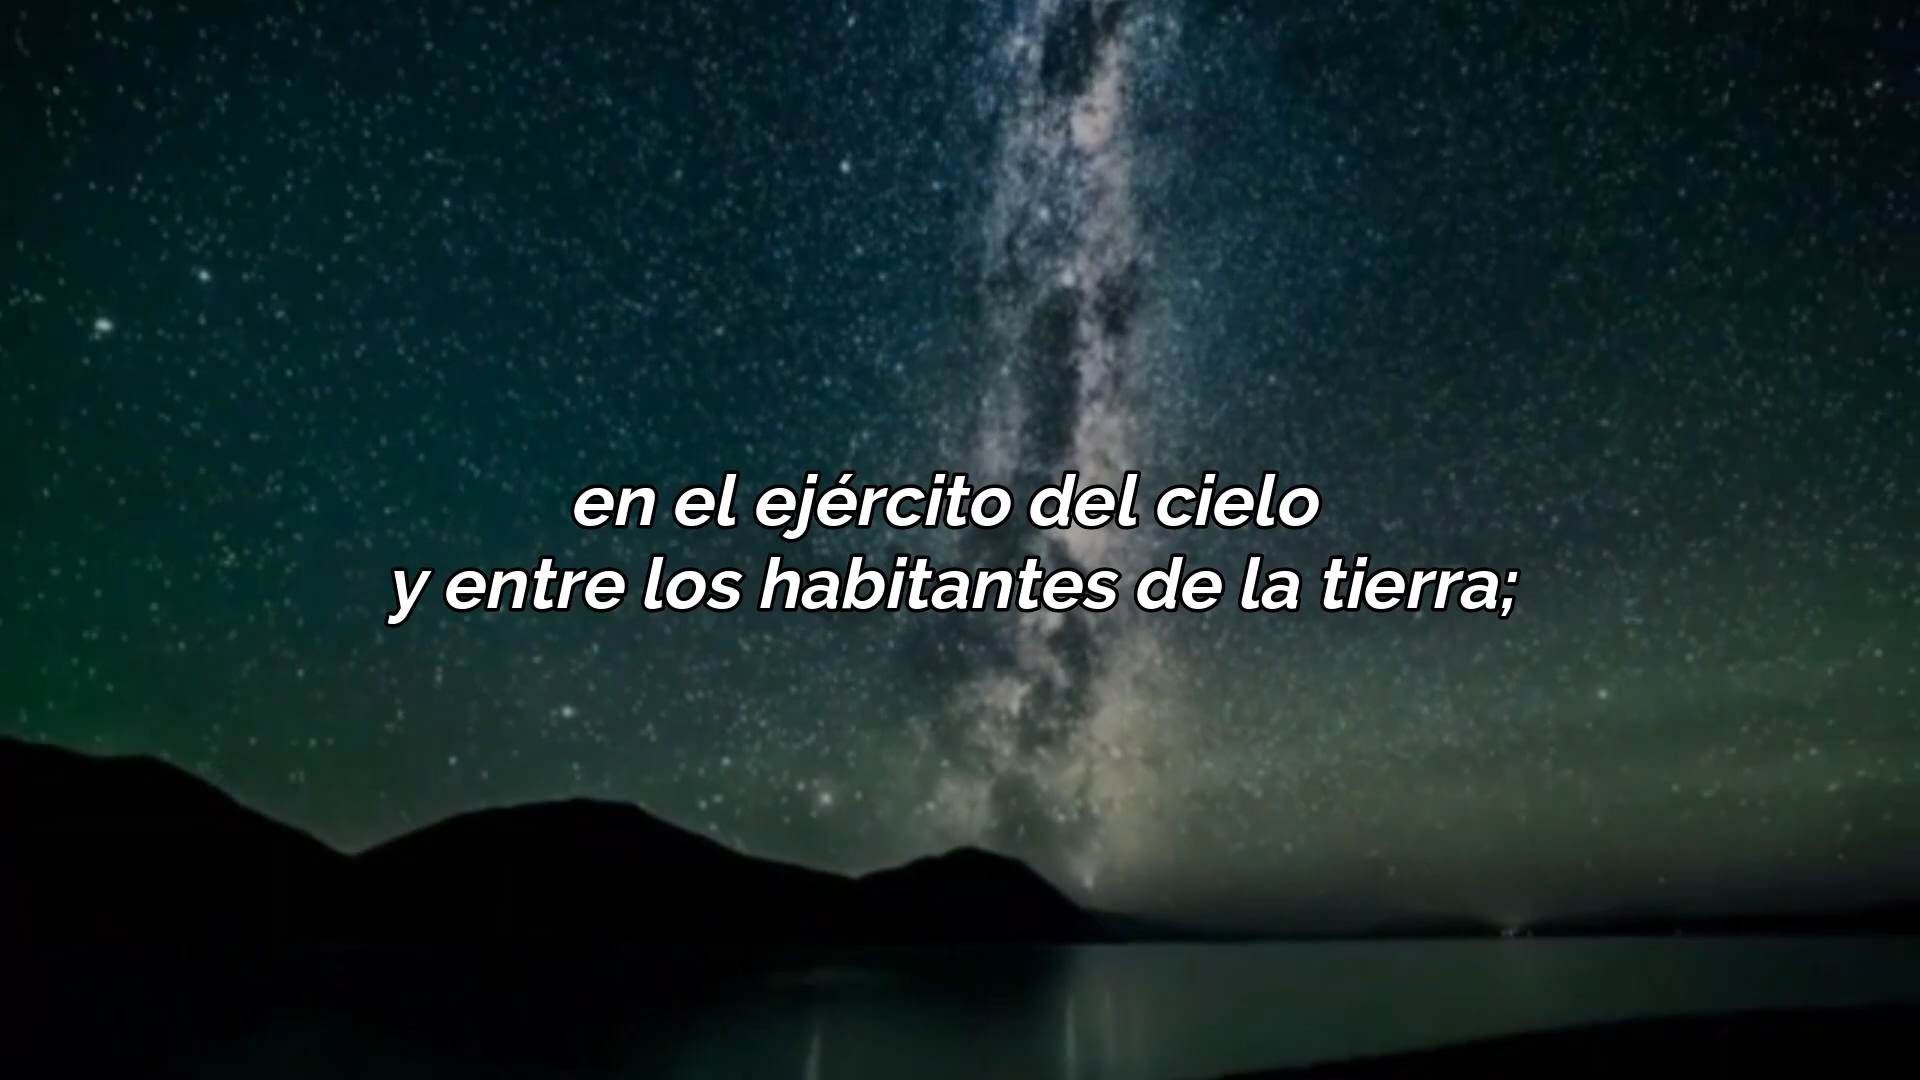 en el ejército del cielo
y entre los habitantes de la tierra;